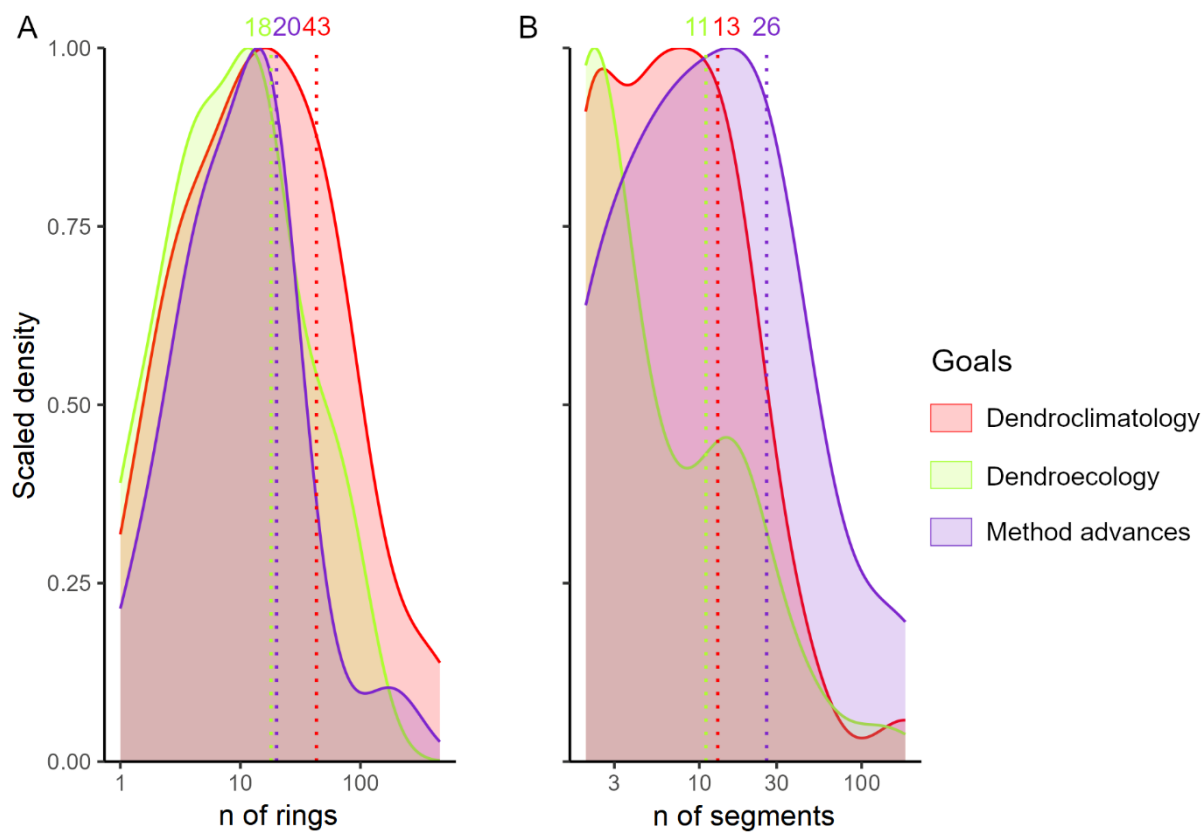 A
18 20 43
B
11 13 26
Scaled density
1.00
0.75
0.50
0.25
0.00
1 10 100
n of rings
3 10 30 100
n of segments
Goals
Dendroclimatology
Dendroecology
Method advances